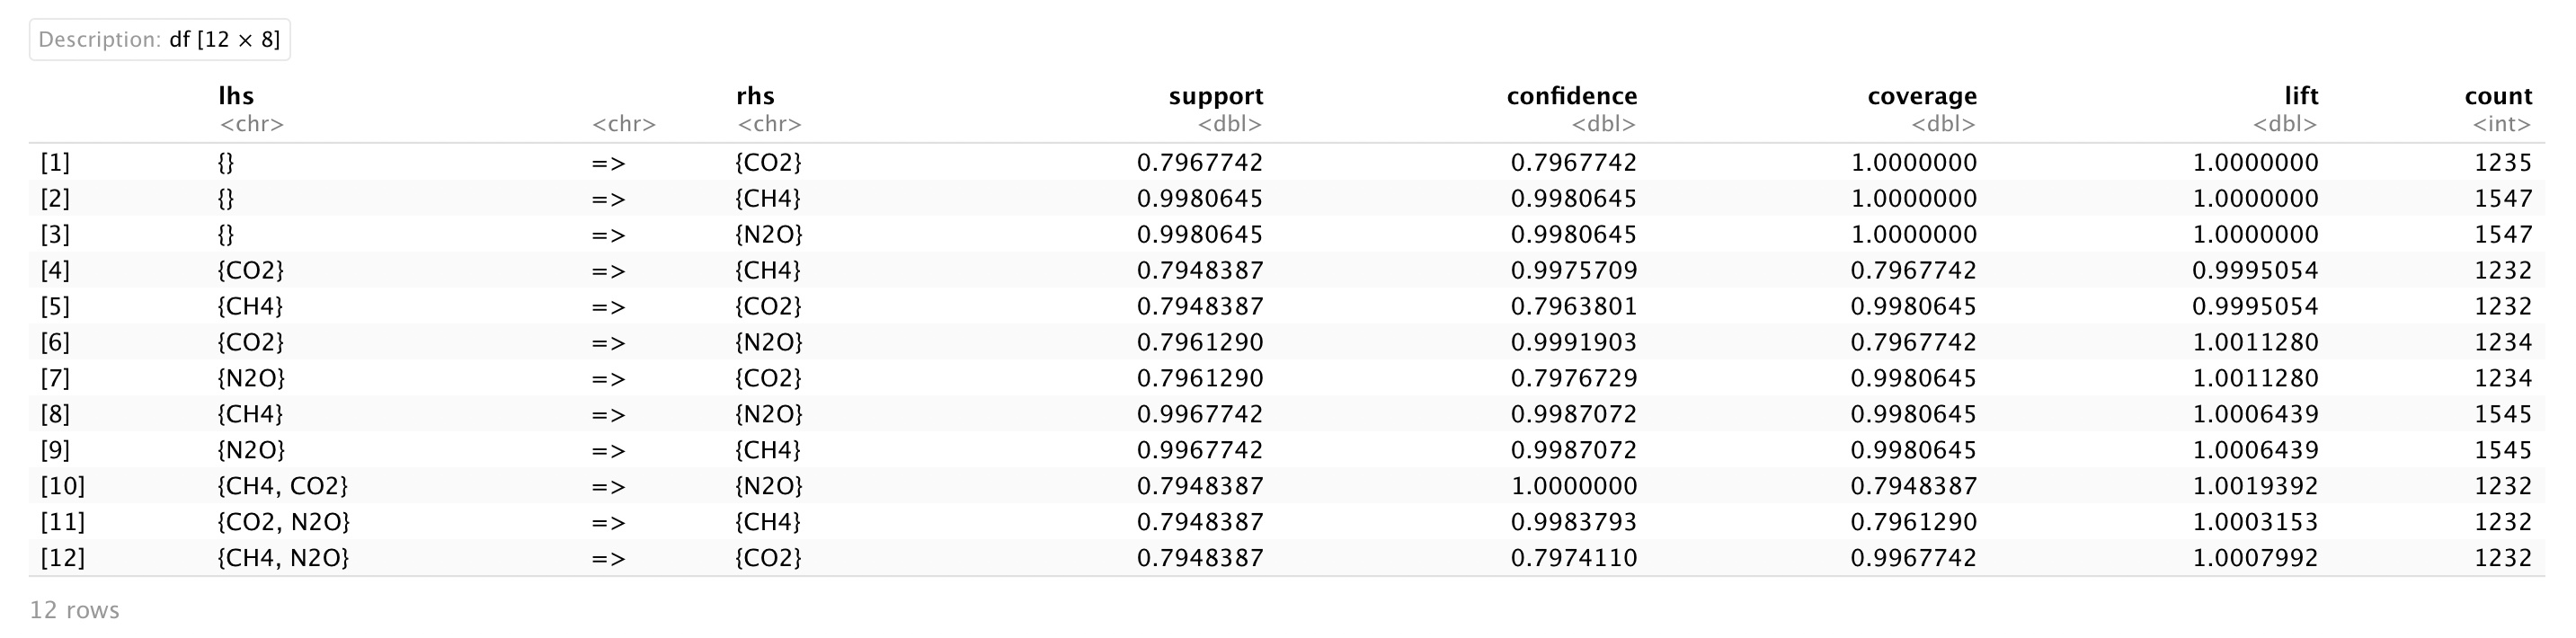 Description: df [12 × 8]
lhs rhs support confidence coverage lift count
<chr> <chr> <chr> <dbl> <dbl> <dbl> <dbl> <int>
[1] {} => {CO2} 0.7967742 0.7967742 1.0000000 1.0000000 1235
[2] {} => {CH4} 0.9980645 0.9980645 1.0000000 1.0000000 1547
[3] {} => {N2O} 0.9980645 0.9980645 1.0000000 1.0000000 1547
[4] {CO2} => {CH4} 0.7948387 0.9975709 0.7967742 0.9995054 1232
[5] {CH4} => {CO2} 0.7948387 0.7963801 0.9980645 0.9995054 1232
[6] {CO2} => {N2O} 0.7961290 0.9991903 0.7967742 1.0011280 1234
[7] {N2O} => {CO2} 0.7961290 0.7976729 0.9980645 1.0011280 1234
[8] {CH4} => {N2O} 0.9967742 0.9987072 0.9980645 1.0006439 1545
[9] {N2O} => {CH4} 0.9967742 0.9987072 0.9980645 1.0006439 1545
[10] {CH4, CO2} => {N2O} 0.7948387 1.0000000 0.7948387 1.0019392 1232
[11] {CO2, N2O} => {CH4} 0.7948387 0.9983793 0.7961290 1.0003153 1232
[12] {CH4, N2O} => {CO2} 0.7948387 0.7974110 0.9967742 1.0007992 1232
12 rows